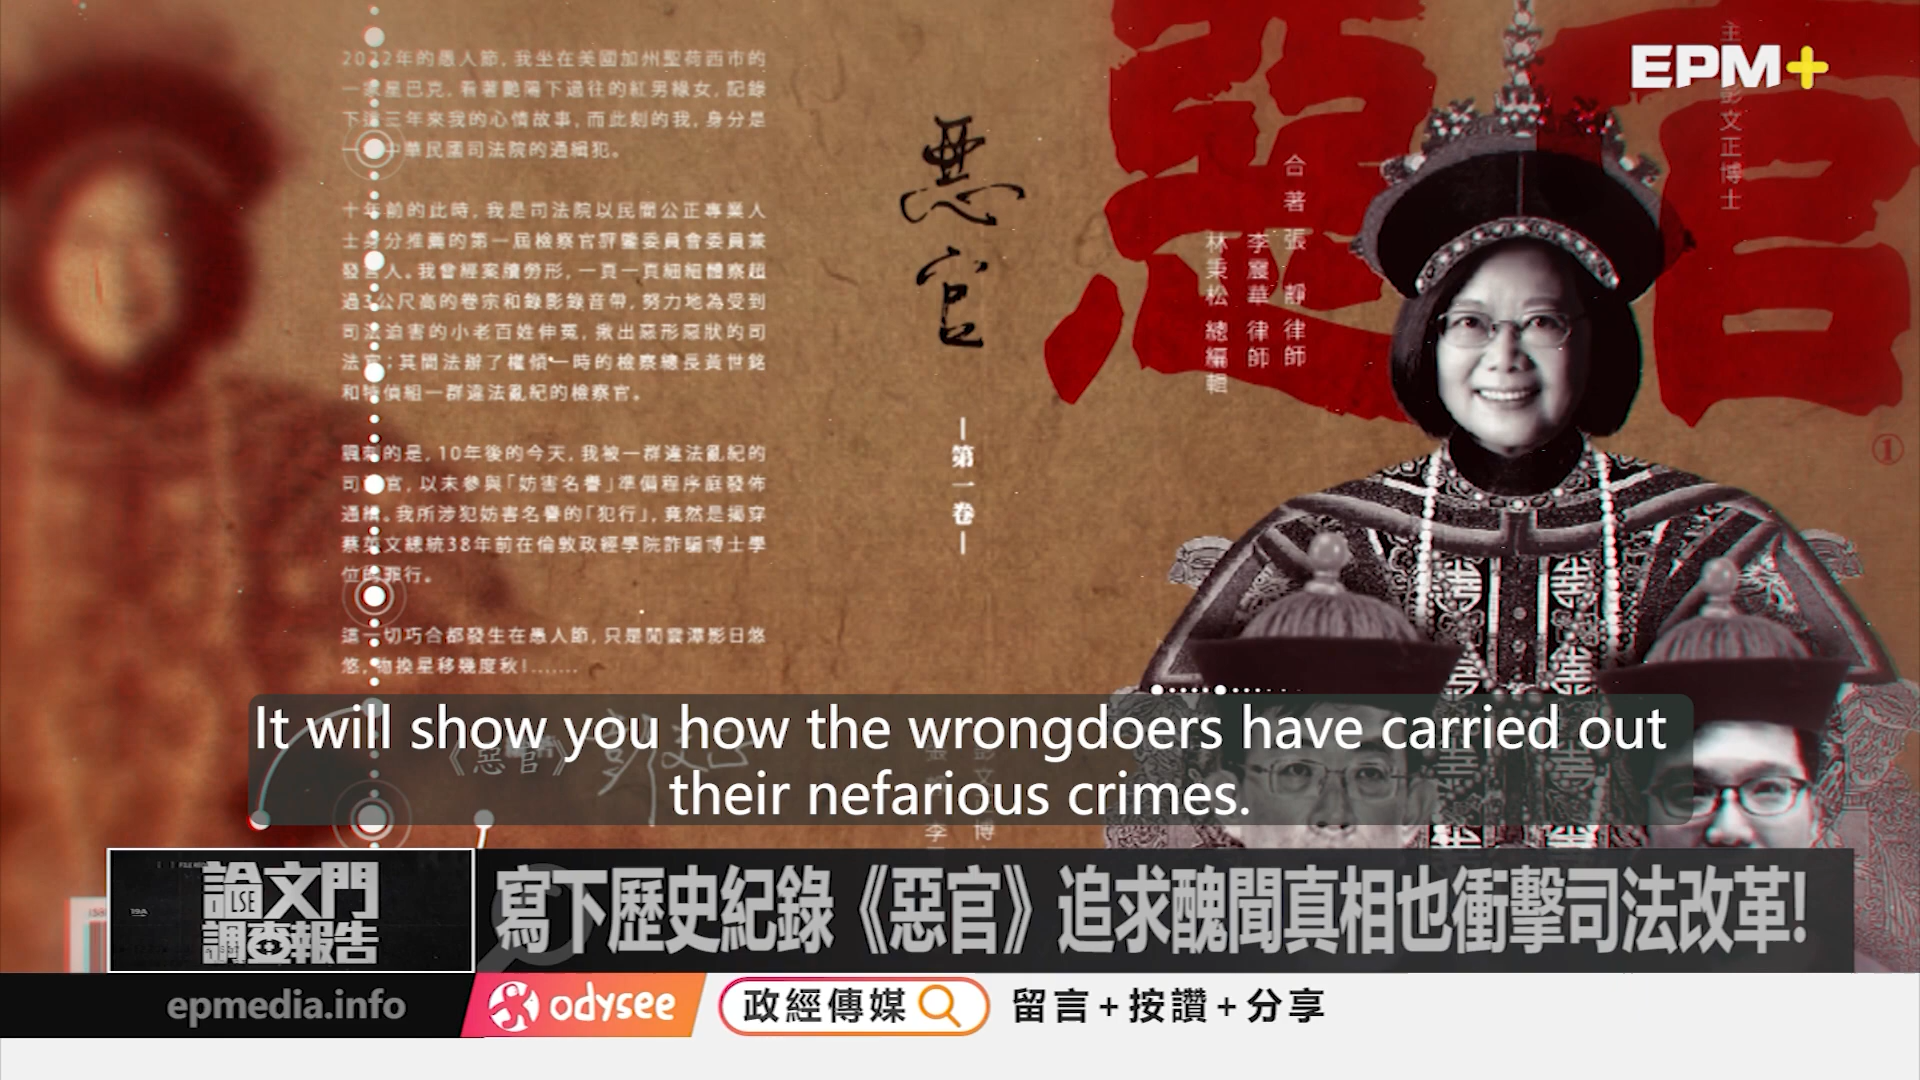 2022年的愚人節，我坐在美國加州聖荷西市的
一家星巴克，看著艷陽下過往的紅男綠女，記錄
下這三年來我的心情故事，而此刻的我，身分是
中華民國司法院的通緝犯。
十年前的此時，我是司法院以民間公正專業人
士身分推薦的第一屆檢察官評鑒委員會委員兼
發言人。我曾經案牘勞形，一頁一頁細細體察超
過3公尺高的卷宗和錄影錄音帶，努力地為受到
司法迫害的小老百姓伸冤，揪出惡形惡狀的司
法官；其間法辦了權傾一時的檢察總長黃世銘
和特偵組一群違法亂紀的檢察官。
諷刺的是，10年後的今天，我被一群違法亂紀的
司法官，以未參與「妨害名譽」準備程序庭發佈
通緝。我所涉犯妨害名譽的「犯行」，竟然是揭穿
蔡英文總統38年前在倫敦政經學院詐騙博士學
位的罪行。
這一切巧合都發生在愚人節，只是閒雲潭影日悠
悠，物換星移幾度秋！.......
《惡官》
惡官
第一卷
惡官
主
彭文正博士
合著
張靜 律師
李震華 律師
林秉松 總編輯
①
EPM+
It will show you how the wrongdoers have carried out
their nefarious crimes.
論文門
LSE
調查報告
寫下歷史紀錄《惡官》追求醜聞真相也衝擊司法改革!
epmedia.info
odysee
政經傳媒
留言+按讚+分享